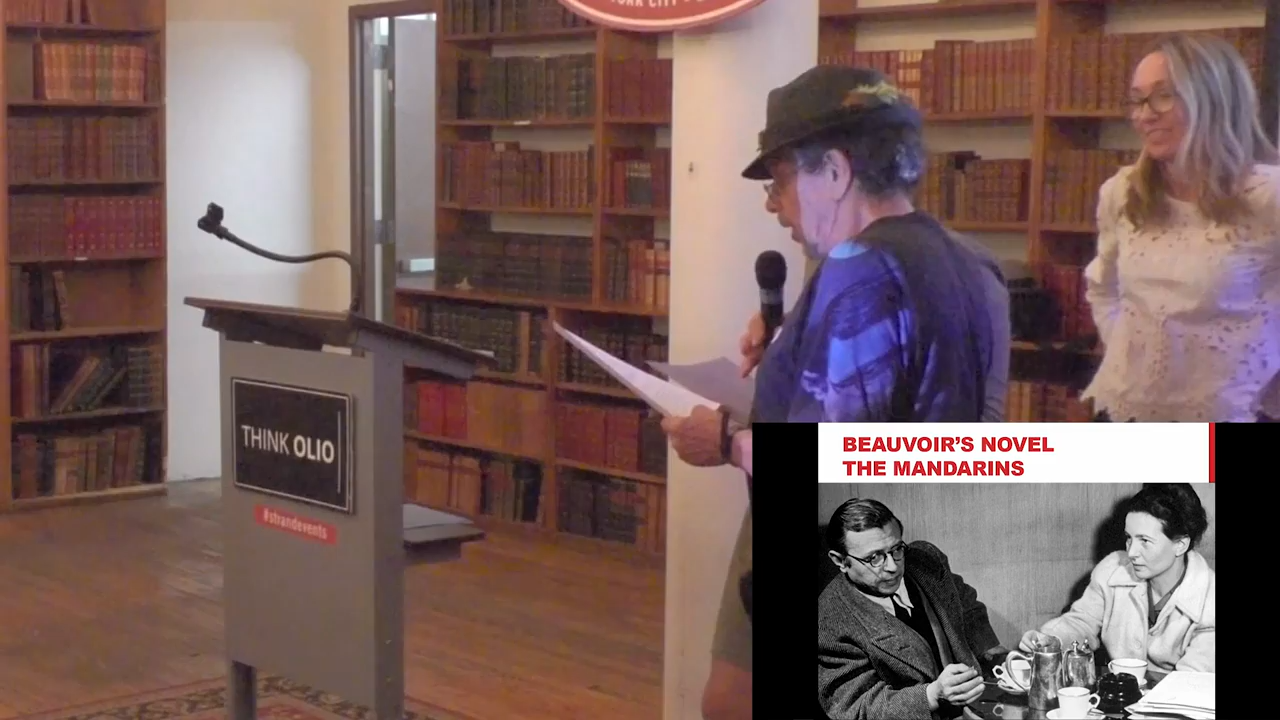 YORK CITY
THINK OLIO
#strandevents
BEAUVOIR'S NOVEL
THE MANDARINS